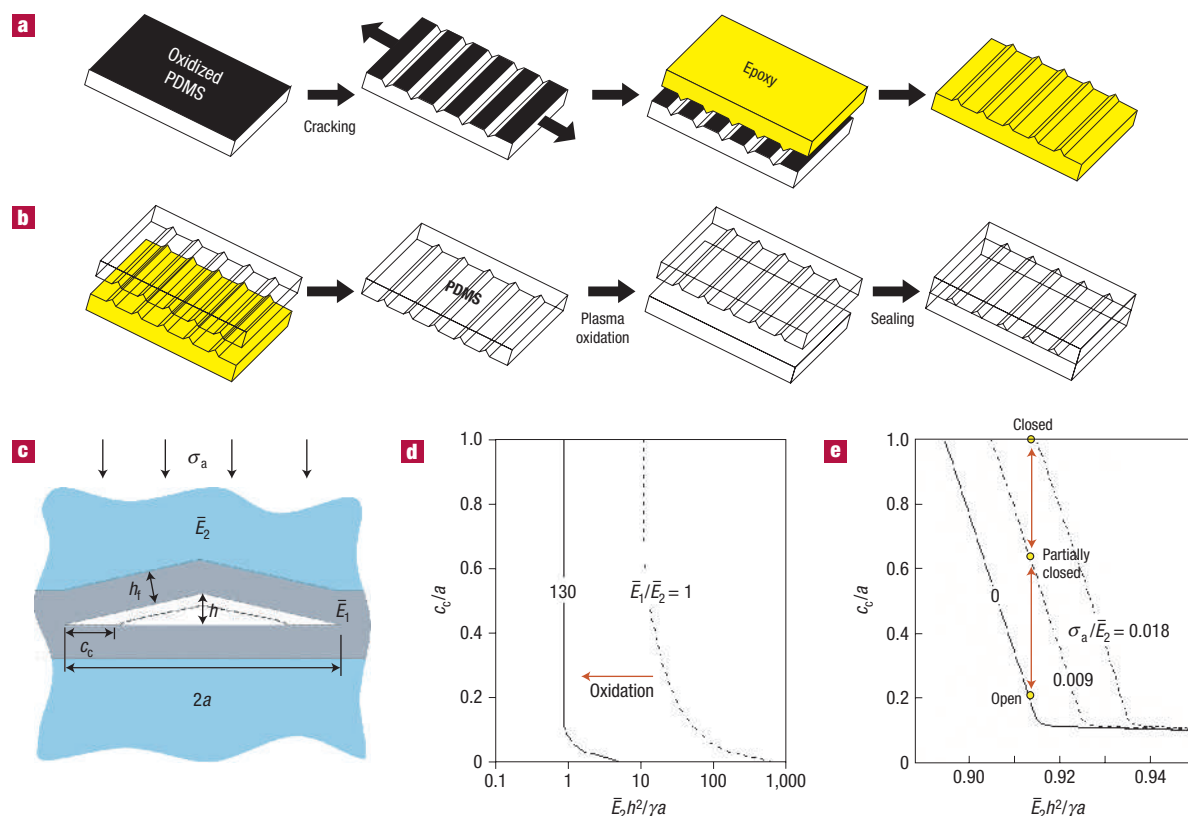 a
Oxidized
PDMS
Cracking
Epoxy
b
PDMS
Plasma
oxidation
Sealing
c
σa
Ē2
hf
h
Ē1
cc
2a
d
1.0
0.8
0.6
0.4
0.2
0
cc/a
130
Ē1/Ē2 = 1
Oxidation
0.1
1
10
100
1,000
Ē2h²/γa
e
Closed
1.0
0.8
0.6
0.4
0.2
0
cc/a
Partially
closed
0
σa/Ē2 = 0.018
0.009
Open
0.90
0.92
0.94
Ē2h²/γa